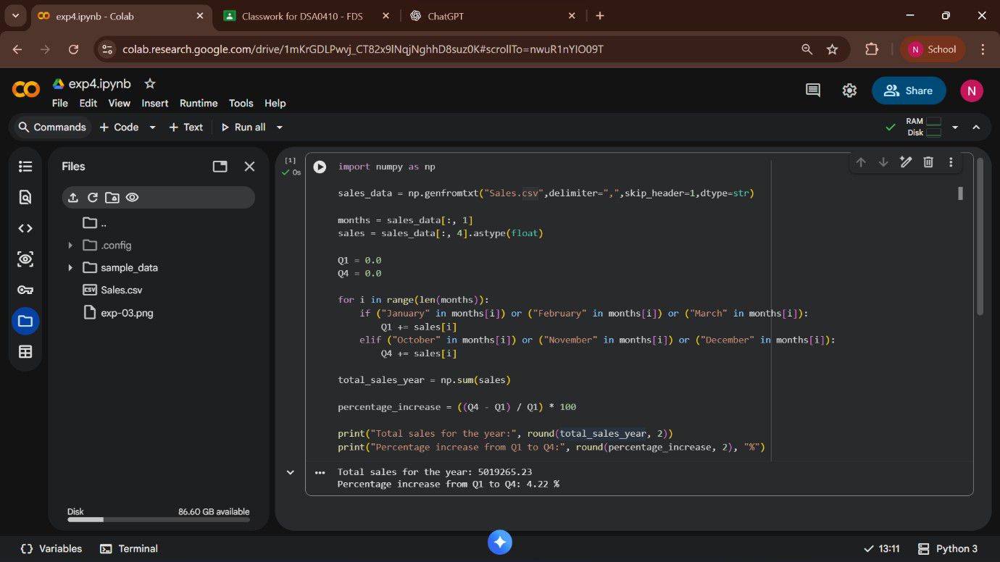 exp4.ipynb - Colab
Classwork for DSA0410 - FDS
ChatGPT
colab.research.google.com/drive/1mKrGDLPwvj_CT82x9lNqjNghhD8suz0K#scrollTo=nwuR1nYIO09T
N School
exp4.ipynb
File Edit View Insert Runtime Tools Help
Share
N
Commands + Code + Text Run all
RAM
Disk
Files
..
.config
sample_data
CSV Sales.csv
exp-03.png
Disk 86.60 GB available
[1]
0s
import numpy as np
sales_data = np.genfromtxt("Sales.csv",delimiter=",",skip_header=1,dtype=str)
months = sales_data[:, 1]
sales = sales_data[:, 4].astype(float)
Q1 = 0.0
Q4 = 0.0
for i in range(len(months)):
    if ("January" in months[i]) or ("February" in months[i]) or ("March" in months[i]):
        Q1 += sales[i]
    elif ("October" in months[i]) or ("November" in months[i]) or ("December" in months[i]):
        Q4 += sales[i]
total_sales_year = np.sum(sales)
percentage_increase = ((Q4 - Q1) / Q1) * 100
print("Total sales for the year:", round(total_sales_year, 2))
print("Percentage increase from Q1 to Q4:", round(percentage_increase, 2), "%")
Total sales for the year: 5019265.23
Percentage increase from Q1 to Q4: 4.22 %
{} Variables Terminal
13:11 Python 3